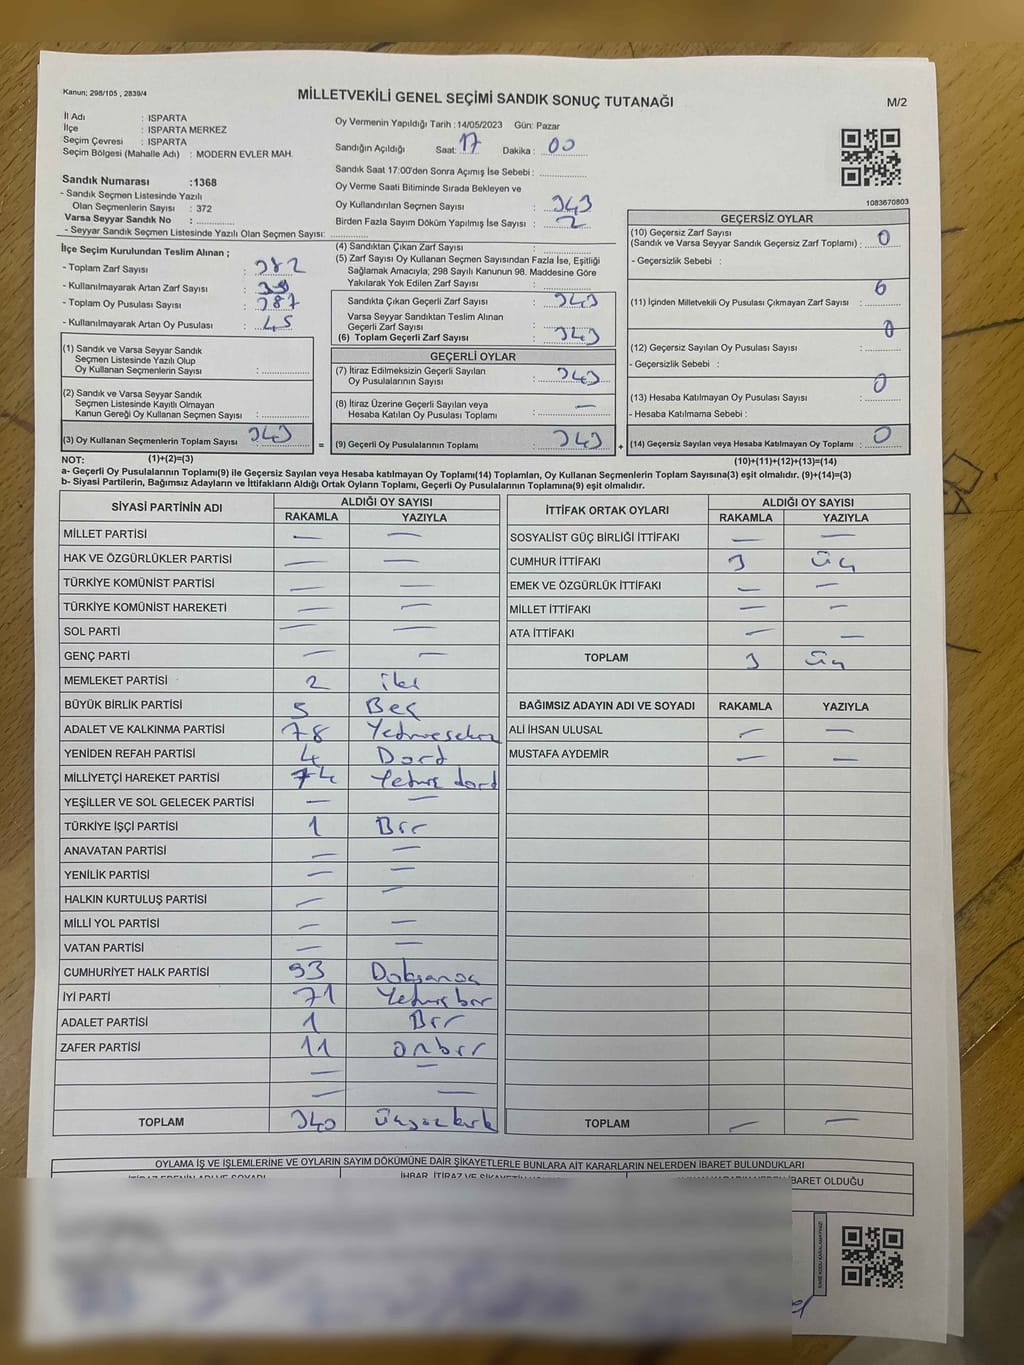 Kanun; 298/105 , 2839/4
MİLLETVEKİLİ GENEL SEÇİMİ SANDIK SONUÇ TUTANAĞI
M/2
İl Adı : ISPARTA
İlçe : ISPARTA MERKEZ
Seçim Çevresi : ISPARTA
Seçim Bölgesi (Mahalle Adı) : MODERN EVLER MAH.
Sandık Numarası :1368
- Sandık Seçmen Listesinde Yazılı
Olan Seçmenlerin Sayısı : 372
Varsa Seyyar Sandık No :
- Seyyar Sandık Seçmen Listesinde Yazılı Olan Seçmen Sayısı:
Oy Vermenin Yapıldığı Tarih :14/05/2023 Gün: Pazar
Sandığın Açıldığı Saat: 17 Dakika : 00
Sandık Saat 17:00'den Sonra Açımış İse Sebebi :
Oy Verme Saati Bitiminde Sırada Bekleyen ve
Oy Kullandırılan Seçmen Sayısı : 343
Birden Fazla Sayım Döküm Yapılmış İse Sayısı : 2
1083670803
İlçe Seçim Kurulundan Teslim Alınan ;
- Toplam Zarf Sayısı : 382
- Kullanılmayarak Artan Zarf Sayısı : 39
- Toplam Oy Pusulası Sayısı : 387
- Kullanılmayarak Artan Oy Pusulası : 45
(1) Sandık ve Varsa Seyyar Sandık
Seçmen Listesinde Yazılı Olup
Oy Kullanan Seçmenlerin Sayısı :
(2) Sandık ve Varsa Seyyar Sandık
Seçmen Listesinde Kayıtlı Olmayan
Kanun Gereği Oy Kullanan Seçmen Sayısı :
(3) Oy Kullanan Seçmenlerin Toplam Sayısı : 343
(4) Sandıktan Çıkan Zarf Sayısı :
(5) Zarf Sayısı Oy Kullanan Seçmen Sayısından Fazla İse, Eşitliği
Sağlamak Amacıyla; 298 Sayılı Kanunun 98. Maddesine Göre
Yakılarak Yok Edilen Zarf Sayısı :
Sandıkta Çıkan Geçerli Zarf Sayısı : 343
Varsa Seyyar Sandıktan Teslim Alınan
Geçerli Zarf Sayısı :
(6) Toplam Geçerli Zarf Sayısı : 343
GEÇERLİ OYLAR
(7) İtiraz Edilmeksizin Geçerli Sayılan
Oy Pusulalarının Sayısı : 343
(8) İtiraz Üzerine Geçerli Sayılan veya
Hesaba Katılan Oy Pusulası Toplamı : —
= (9) Geçerli Oy Pusulalarının Toplamı : 343 +
GEÇERSİZ OYLAR
(10) Geçersiz Zarf Sayısı
(Sandık ve Varsa Seyyar Sandık Geçersiz Zarf Toplamı) : 0
- Geçersizlik Sebebi :
(11) İçinden Milletvekili Oy Pusulası Çıkmayan Zarf Sayısı :
(12) Geçersiz Sayılan Oy Pusulası Sayısı : 0
- Geçersizlik Sebebi :
(13) Hesaba Katılmayan Oy Pusulası Sayısı : 0
- Hesaba Katılmama Sebebi :
(14) Geçersiz Sayılan veya Hesaba Katılmayan Oy Toplamı : 0
NOT: (1)+(2)=(3)
(10)+(11)+(12)+(13)=(14)
a- Geçerli Oy Pusulalarının Toplamı(9) ile Geçersiz Sayılan veya Hesaba katılmayan Oy Toplamı(14) Toplamları, Oy Kullanan Seçmenlerin Toplam Sayısına(3) eşit olmalıdır. (9)+(14)=(3)
b- Siyasi Partilerin, Bağımsız Adayların ve İttifakların Aldığı Ortak Oyların Toplamı, Geçerli Oy Pusulalarının Toplamına(9) eşit olmalıdır.
SİYASİ PARTİNİN ADI ALDIĞI OY SAYISI
RAKAMLA YAZIYLA
MİLLET PARTİSİ — —
HAK VE ÖZGÜRLÜKLER PARTİSİ — —
TÜRKİYE KOMÜNİST PARTİSİ — —
TÜRKİYE KOMÜNİST HAREKETİ — —
SOL PARTİ — —
GENÇ PARTİ — —
MEMLEKET PARTİSİ 2 iki
BÜYÜK BİRLİK PARTİSİ 5 Beş
ADALET VE KALKINMA PARTİSİ 78 Yetmişsekiz
YENİDEN REFAH PARTİSİ 4 Dord
MİLLİYETÇİ HAREKET PARTİSİ 74 Yetmiş dord
YEŞİLLER VE SOL GELECEK PARTİSİ — —
TÜRKİYE İŞÇİ PARTİSİ 1 Bir
ANAVATAN PARTİSİ — —
YENİLİK PARTİSİ — —
HALKIN KURTULUŞ PARTİSİ — —
MİLLİ YOL PARTİSİ — —
VATAN PARTİSİ — —
CUMHURİYET HALK PARTİSİ 93 Doksanüç
İYİ PARTİ 71 Yetmiş bir
ADALET PARTİSİ 1 Bir
ZAFER PARTİSİ 11 onbir
— —
— —
TOPLAM 340 üçyüzkırk
İTTİFAK ORTAK OYLARI ALDIĞI OY SAYISI
RAKAMLA YAZIYLA
SOSYALİST GÜÇ BİRLİĞİ İTTİFAKI — —
CUMHUR İTTİFAKI 3 üç
EMEK VE ÖZGÜRLÜK İTTİFAKI — —
MİLLET İTTİFAKI — —
ATA İTTİFAKI — —
TOPLAM 3 üç
BAĞIMSIZ ADAYIN ADI VE SOYADI RAKAMLA YAZIYLA
ALİ İHSAN ULUSAL — —
MUSTAFA AYDEMİR — —
TOPLAM — —
OYLAMA İŞ VE İŞLEMLERİNE VE OYLARIN SAYIM DÖKÜMÜNE DAİR ŞİKAYETLERLE BUNLARA AİT KARARLARIN NELERDEN İBARET BULUNDUKLARI
İBARET OLDUĞU